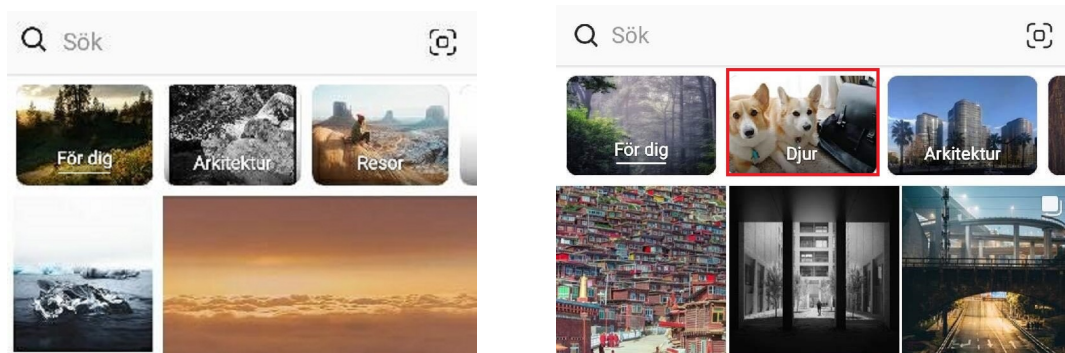 Sök
För dig
Arkitektur
Resor
Sök
För dig
Djur
Arkitektur